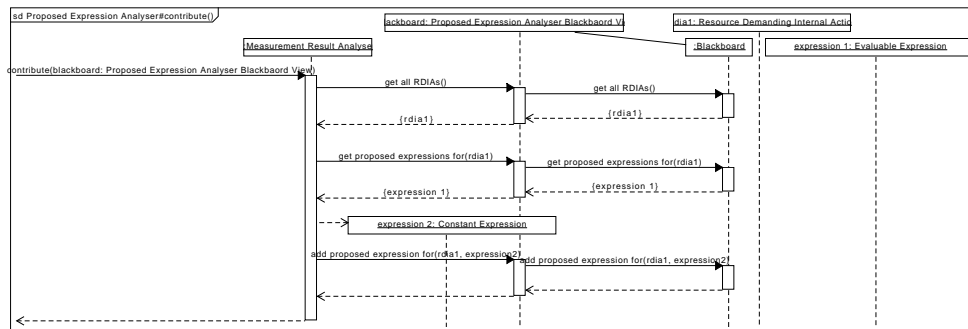 sd Proposed Expression Analyser#contribute()
ackboard: Proposed Expression Analyser Blackbaord Vi
dia1: Resource Demanding Internal Actio
:Measurement Result Analyse
:Blackboard
expression 1: Evaluable Expression
contribute(blackboard: Proposed Expression Analyser Blackbaord View)
get all RDIAs()
get all RDIAs()
{rdia1}
{rdia1}
get proposed expressions for(rdia1)
get proposed expressions for(rdia1)
{expression 1}
{expression 1}
expression 2: Constant Expression
add proposed expression for(rdia1, expression2)
add proposed expression for(rdia1, expression2)